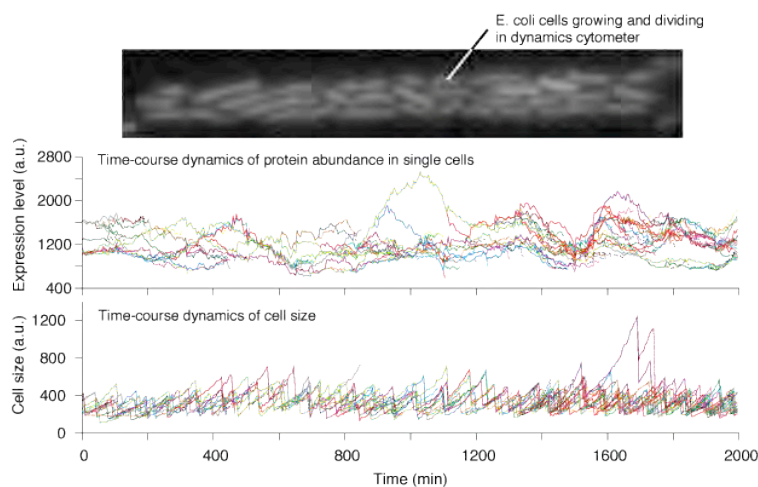 E. coli cells growing and dividing
in dynamics cytometer
Expression level (a.u.)
2800
2000
1200
400
Time-course dynamics of protein abundance in single cells
Cell size (a.u.)
1200
800
400
0
Time-course dynamics of cell size
0 400 800 1200 1600 2000
Time (min)